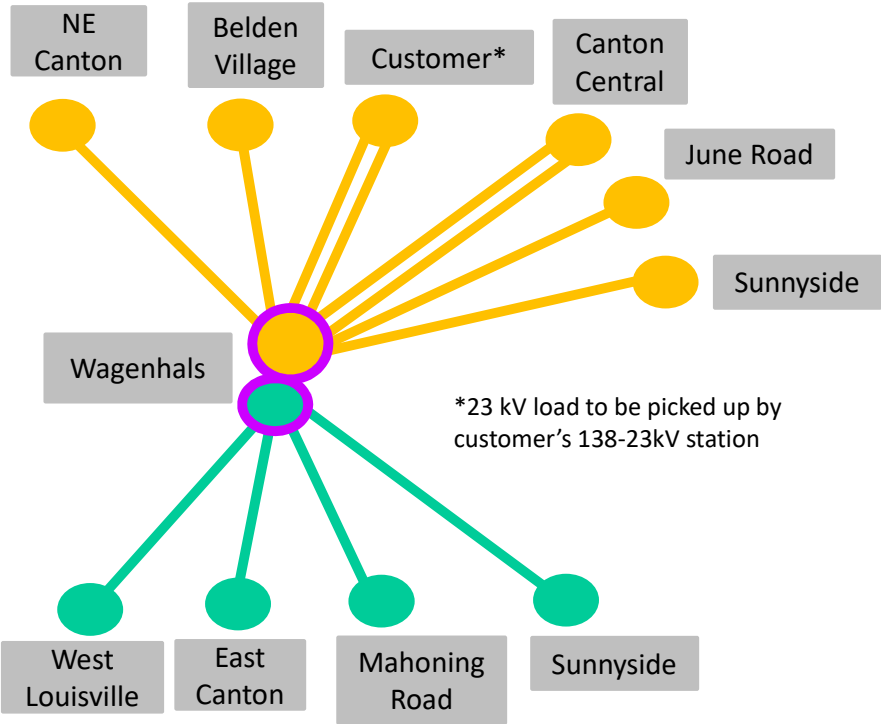 NE
Canton
Belden
Village
Customer*
Canton
Central
June Road
Sunnyside
Wagenhals
*23 kV load to be picked up by
customer’s 138-23kV station
West
Louisville
East
Canton
Mahoning
Road
Sunnyside